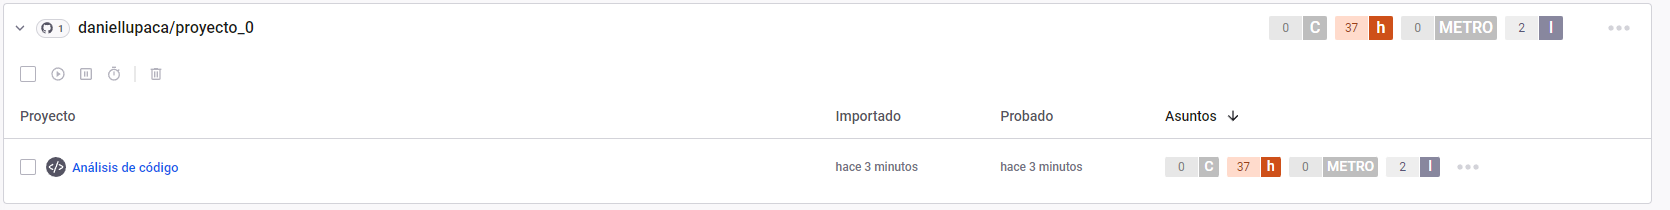 1 daniellupaca/proyecto_0 0 C 37 h 0 METRO 2 l
Proyecto Importado Probado Asuntos
Análisis de código hace 3 minutos hace 3 minutos 0 C 37 h 0 METRO 2 l